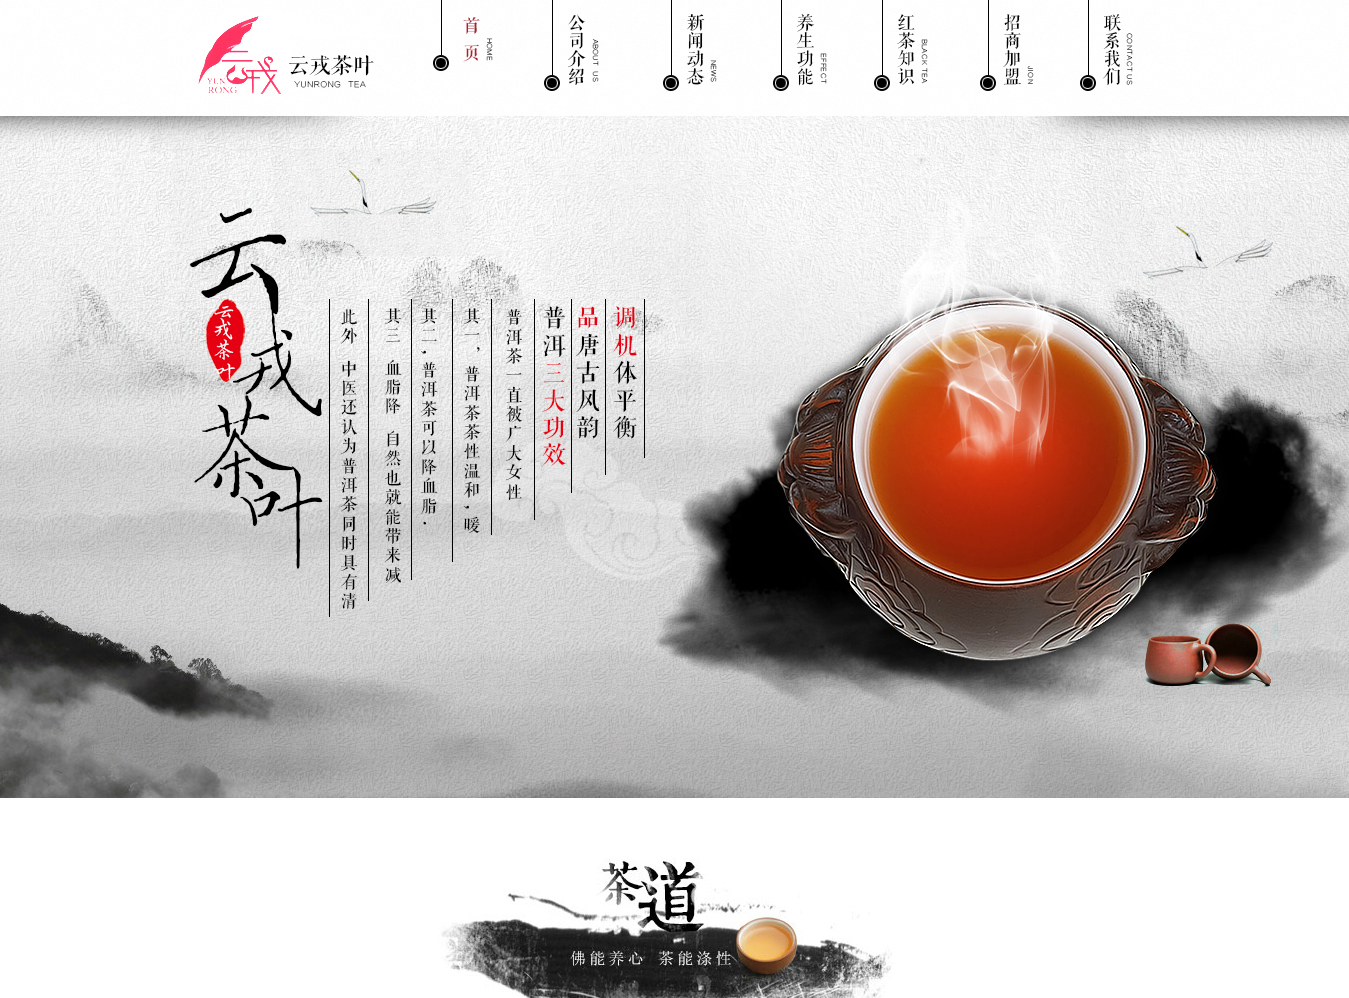 YUN
RONG
云戎
云戎茶叶
YUNRONG TEA
首页
HOME
公司介绍
ABOUT US
新闻动态
NEWS
养生功能
EFFECT
红茶知识
BLACK TEA
招商加盟
JION
联系我们
CONTACT US
云戎茶叶
云戎茶叶
调机体平衡
品唐古风韵
普洱三大功效
普洱茶一直被广大女性
其一，普洱茶茶性温和，暖
其二，普洱茶可以降血脂.
其三 血脂降 自然也就能带来减
此外 中医还认为普洱茶同时具有清
茶道
佛能养心 茶能涤性